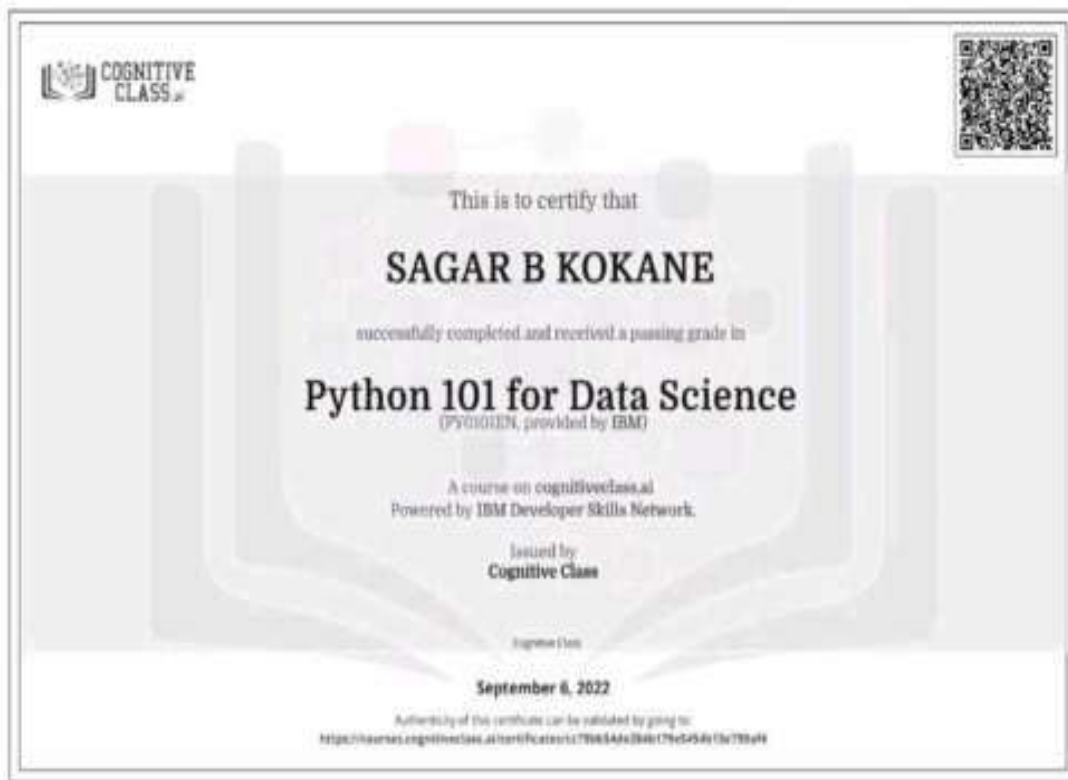 COGNITIVE
CLASS.ai
This is to certify that
SAGAR B KOKANE
successfully completed and received a passing grade in
Python 101 for Data Science
(PY0101EN, provided by IBM)
A course on cognitiveclass.ai
Powered by IBM Developer Skills Network.
Issued by
Cognitive Class
Cognitive Class
September 6, 2022
Authenticity of this certificate can be validated by going to: